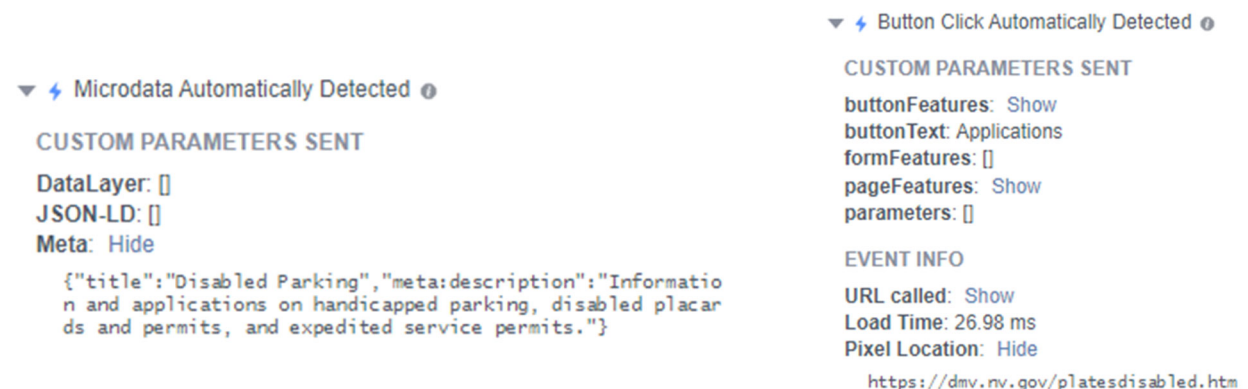 Microdata Automatically Detected
CUSTOM PARAMETERS SENT
DataLayer: []
JSON-LD: []
Meta: Hide
{"title":"Disabled Parking","meta:description":"Informatio
n and applications on handicapped parking, disabled placar
ds and permits, and expedited service permits."}
Button Click Automatically Detected
CUSTOM PARAMETERS SENT
buttonFeatures: Show
buttonText: Applications
formFeatures: []
pageFeatures: Show
parameters: []
EVENT INFO
URL called: Show
Load Time: 26.98 ms
Pixel Location: Hide
https://dmv.nv.gov/platesdisabled.htm